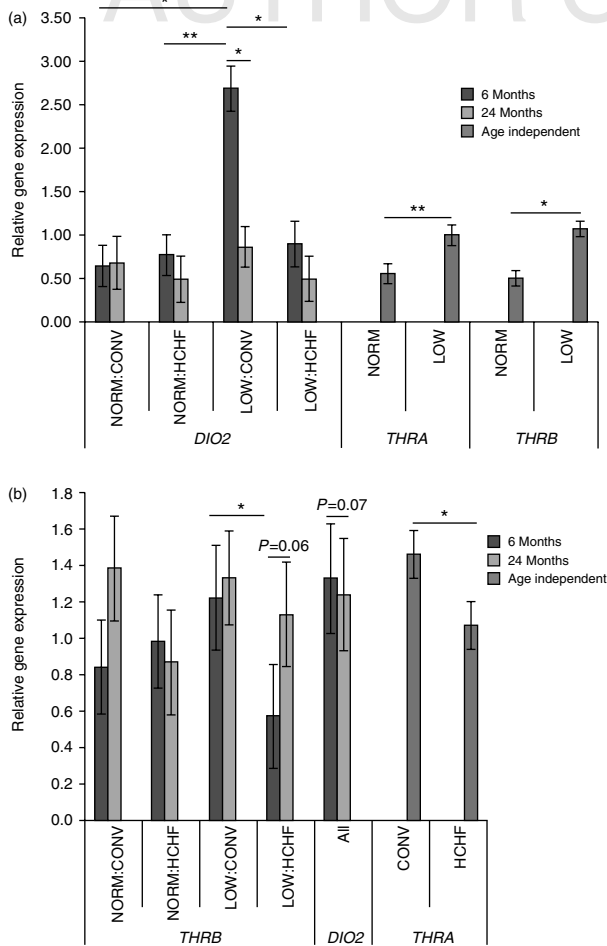 AUTHOR C
(a)
*
**
*
*
3.50
3.00
2.50
2.00
1.50
1.00
0.50
0.00
Relative gene expression
6 Months
24 Months
Age independent
**
*
NORM:CONV
NORM:HCHF
LOW:CONV
LOW:HCHF
NORM
LOW
NORM
LOW
DIO2
THRA
THRB
(b)
1.8
1.6
1.4
1.2
1.0
0.8
0.6
0.4
0.2
0.0
Relative gene expression
*
P=0.06
P=0.07
*
6 Months
24 Months
Age independent
NORM:CONV
NORM:HCHF
LOW:CONV
LOW:HCHF
All
CONV
HCHF
THRB
DIO2
THRA